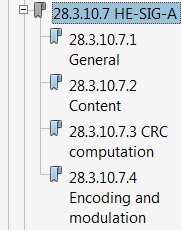 28.3.10.7 HE-SIG-A
28.3.10.7.1
General
28.3.10.7.2
Content
28.3.10.7.3 CRC
computation
28.3.10.7.4
Encoding and
modulation